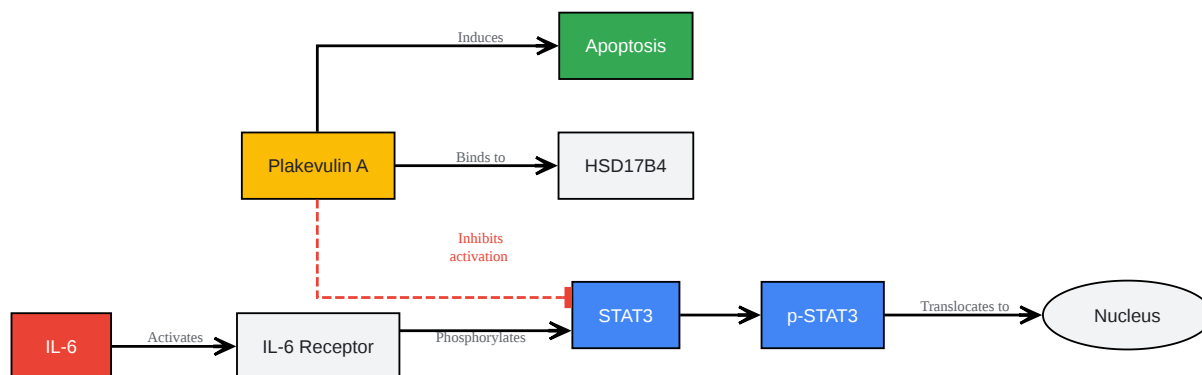 Induces
Apoptosis
Plakevulin A
Binds to
HSD17B4
Inhibits
activation
IL-6
Activates
IL-6 Receptor
Phosphorylates
STAT3
p-STAT3
Translocates to
Nucleus